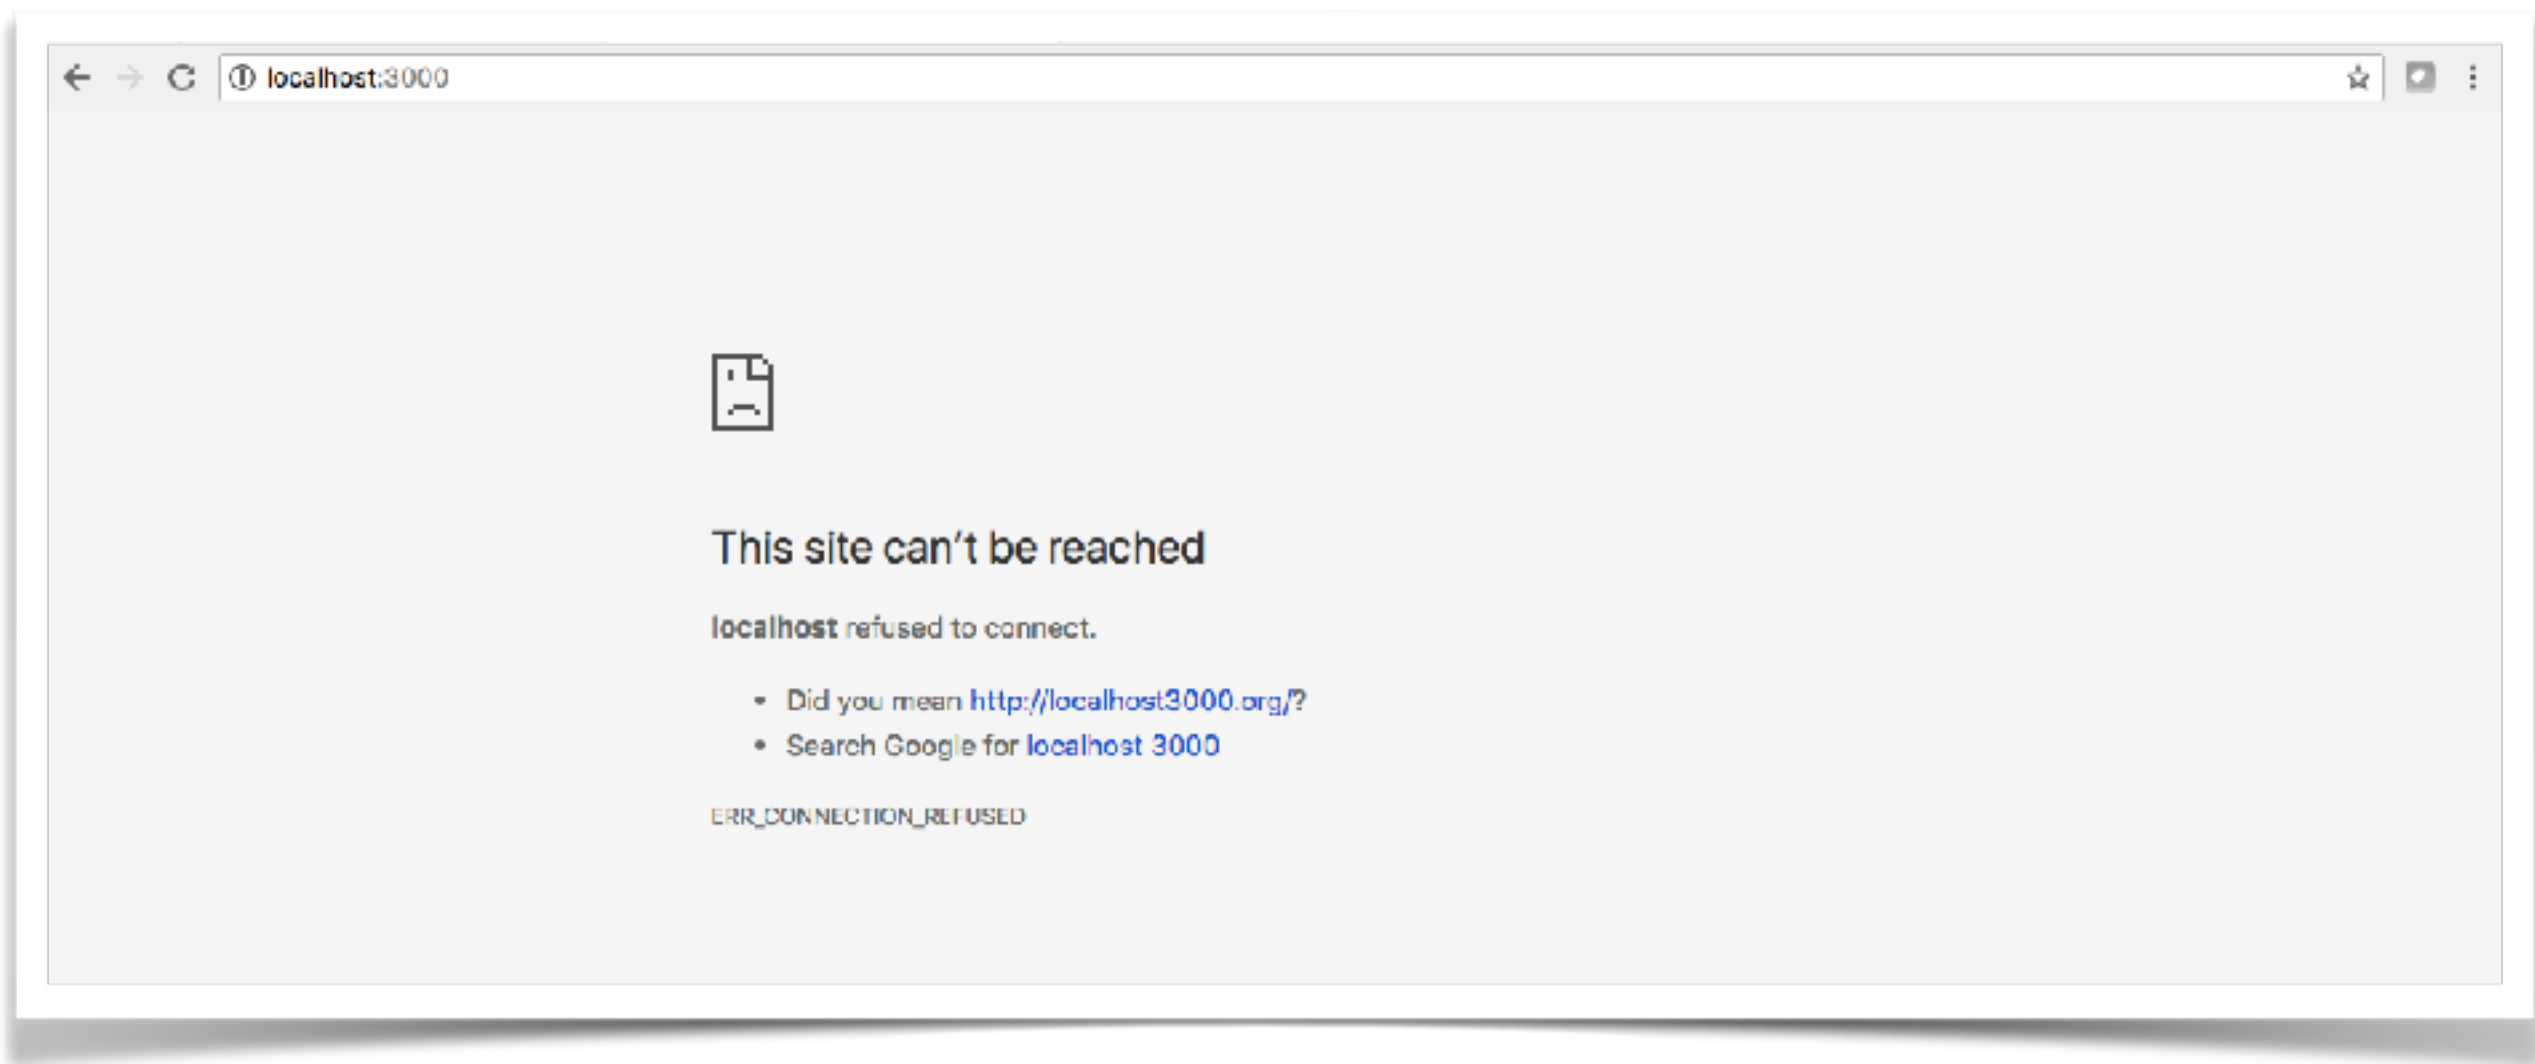 localhost:3000
This site can't be reached
localhost refused to connect.
• Did you mean http://localhost3000.org/?
• Search Google for localhost 3000
ERR_CONNECTION_REFUSED